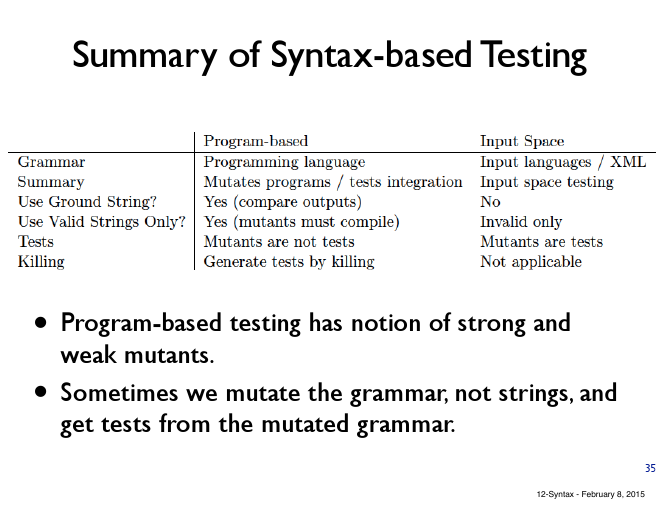 Summary of Syntax-based Testing
Program-based Input Space
Grammar Programming language Input languages / XML
Summary Mutates programs / tests integration Input space testing
Use Ground String? Yes (compare outputs) No
Use Valid Strings Only? Yes (mutants must compile) Invalid only
Tests Mutants are not tests Mutants are tests
Killing Generate tests by killing Not applicable
• Program-based testing has notion of strong and
weak mutants.
• Sometimes we mutate the grammar, not strings, and
get tests from the mutated grammar.
35
12-Syntax - February 8, 2015